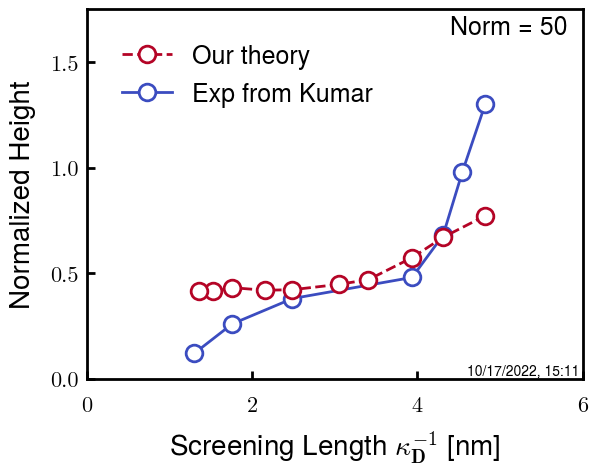 Norm = 50
Our theory
Exp from Kumar
Normalized Height
1.5
1.0
0.5
0.0
10/17/2022, 15:11
0 2 4 6
Screening Length κ_D^{-1} [nm]